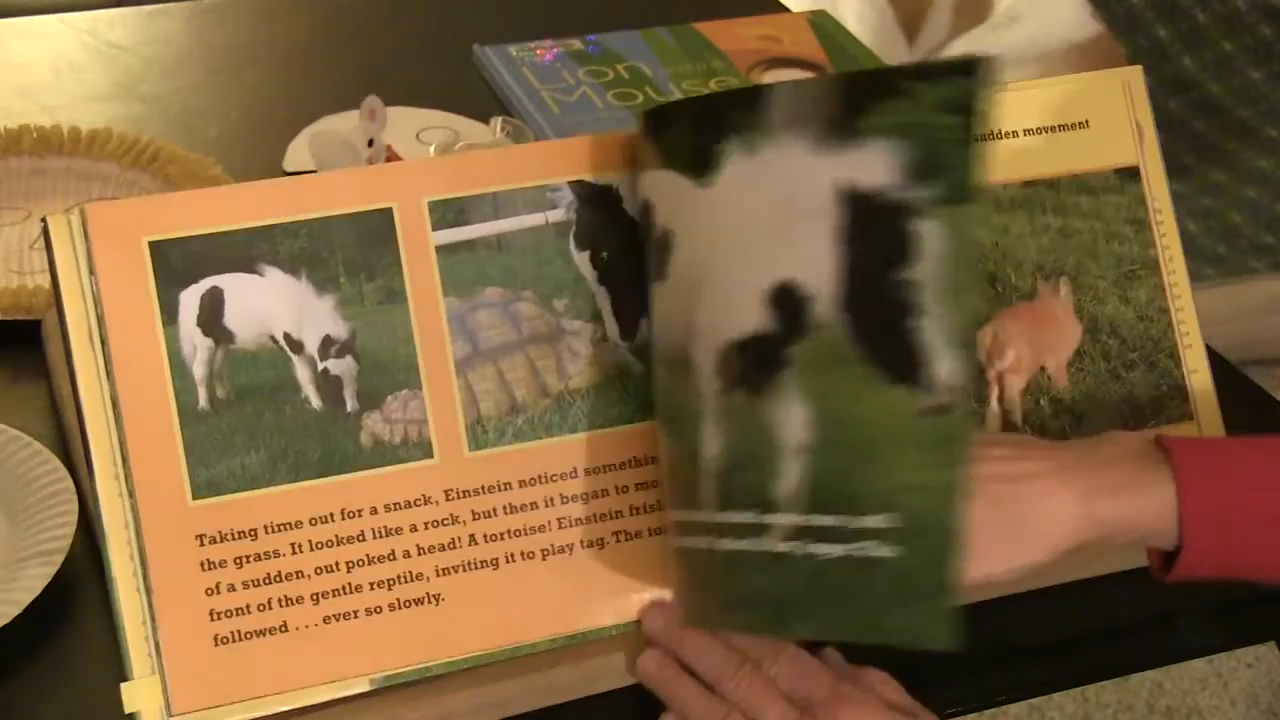 Lion
Mouse
sudden movement
Taking time out for a snack, Einstein noticed somethin
the grass. It looked like a rock, but then it began to mo
of a sudden, out poked a head! A tortoise! Einstein frisk
front of the gentle reptile, inviting it to play tag. The to
followed . . . ever so slowly.